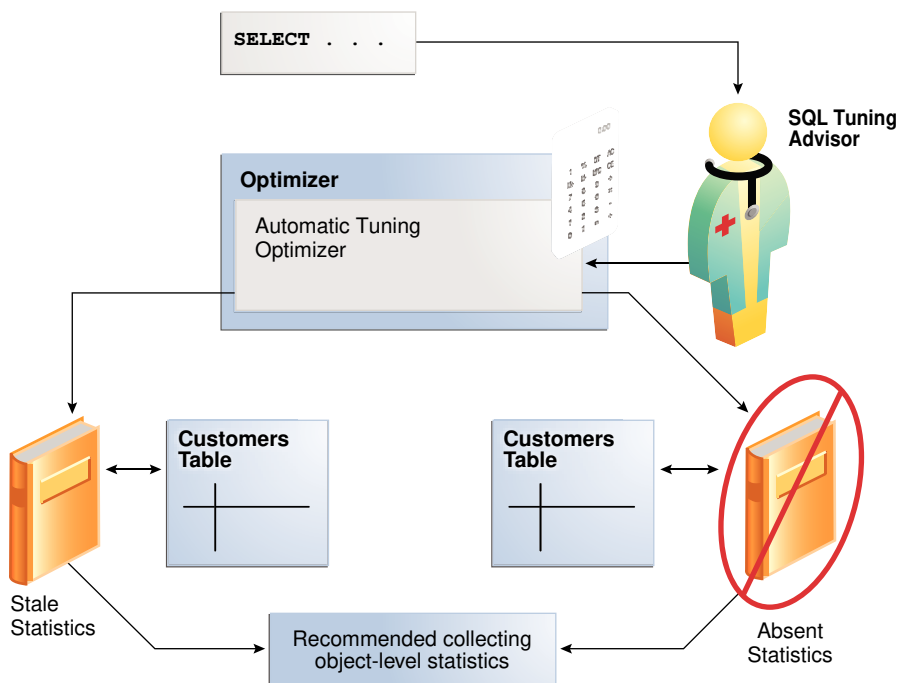 SELECT . . .
SQL Tuning
Advisor
Optimizer
Automatic Tuning
Optimizer
Customers
Table
Customers
Table
Stale
Statistics
Recommended collecting
object-level statistics
Absent
Statistics